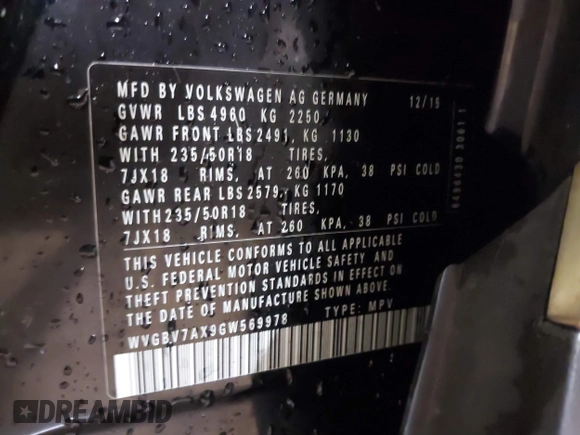 MFD BY VOLKSWAGEN AG GERMANY 12/15
GVWR LBS 4960 KG 2250
GAWR FRONT LBS 2491, KG 1130
WITH 235/50R18 TIRES,
7JX18 RIMS, AT 260 KPA, 38 PSI COLD
GAWR REAR LBS 2579, KG 1170
WITH 235/50R18 TIRES,
7JX18 RIMS, AT 260 KPA, 38 PSI COLD
THIS VEHICLE CONFORMS TO ALL APPLICABLE
U.S. FEDERAL MOTOR VEHICLE SAFETY AND
THEFT PREVENTION STANDARDS IN EFFECT ON
THE DATE OF MANUFACTURE SHOWN ABOVE.
WVGBV7AX9GW569978 TYPE: MPV
DREAMBID